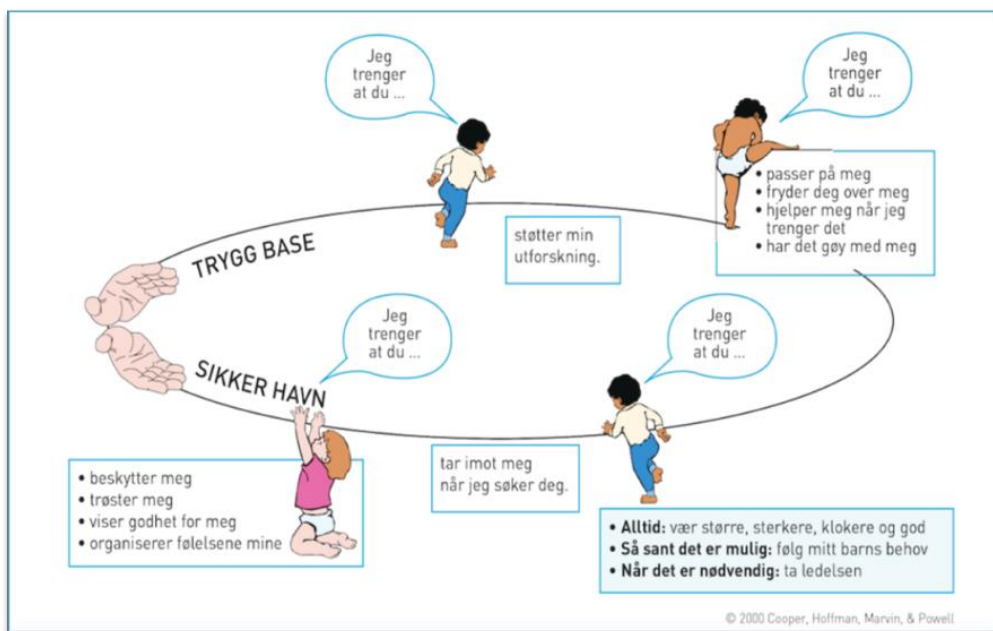 Jeg
trenger
at du ...
Jeg
trenger
at du ...
• passer på meg
• fryder deg over meg
• hjelper meg når jeg
trenger det
• har det gøy med meg
støtter min
utforskning.
TRYGG BASE
SIKKER HAVN
Jeg
trenger
at du ...
Jeg
trenger
at du ...
• beskytter meg
• trøster meg
• viser godhet for meg
• organiserer følelsene mine
tar imot meg
når jeg søker deg.
• Alltid: vær større, sterkere, klokere og god
• Så sant det er mulig: følg mitt barns behov
• Når det er nødvendig: ta ledelsen
© 2000 Cooper, Hoffman, Marvin, & Powell